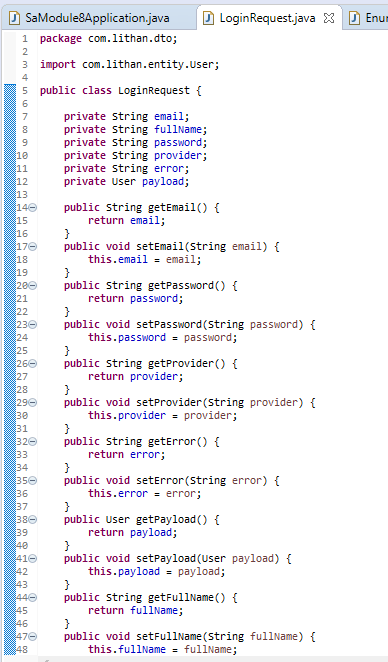 SaModule8Application.java LoginRequest.java Enur
1 package com.lithan.dto;
2
3 import com.lithan.entity.User;
4
5 public class LoginRequest {
6
7 private String email;
8 private String fullName;
9 private String password;
10 private String provider;
11 private String error;
12 private User payload;
13
14 public String getEmail() {
15 return email;
16 }
17 public void setEmail(String email) {
18 this.email = email;
19 }
20 public String getPassword() {
21 return password;
22 }
23 public void setPassword(String password) {
24 this.password = password;
25 }
26 public String getProvider() {
27 return provider;
28 }
29 public void setProvider(String provider) {
30 this.provider = provider;
31 }
32 public String getError() {
33 return error;
34 }
35 public void setError(String error) {
36 this.error = error;
37 }
38 public User getPayload() {
39 return payload;
40 }
41 public void setPayload(User payload) {
42 this.payload = payload;
43 }
44 public String getFullName() {
45 return fullName;
46 }
47 public void setFullName(String fullName) {
48 this.fullName = fullName;